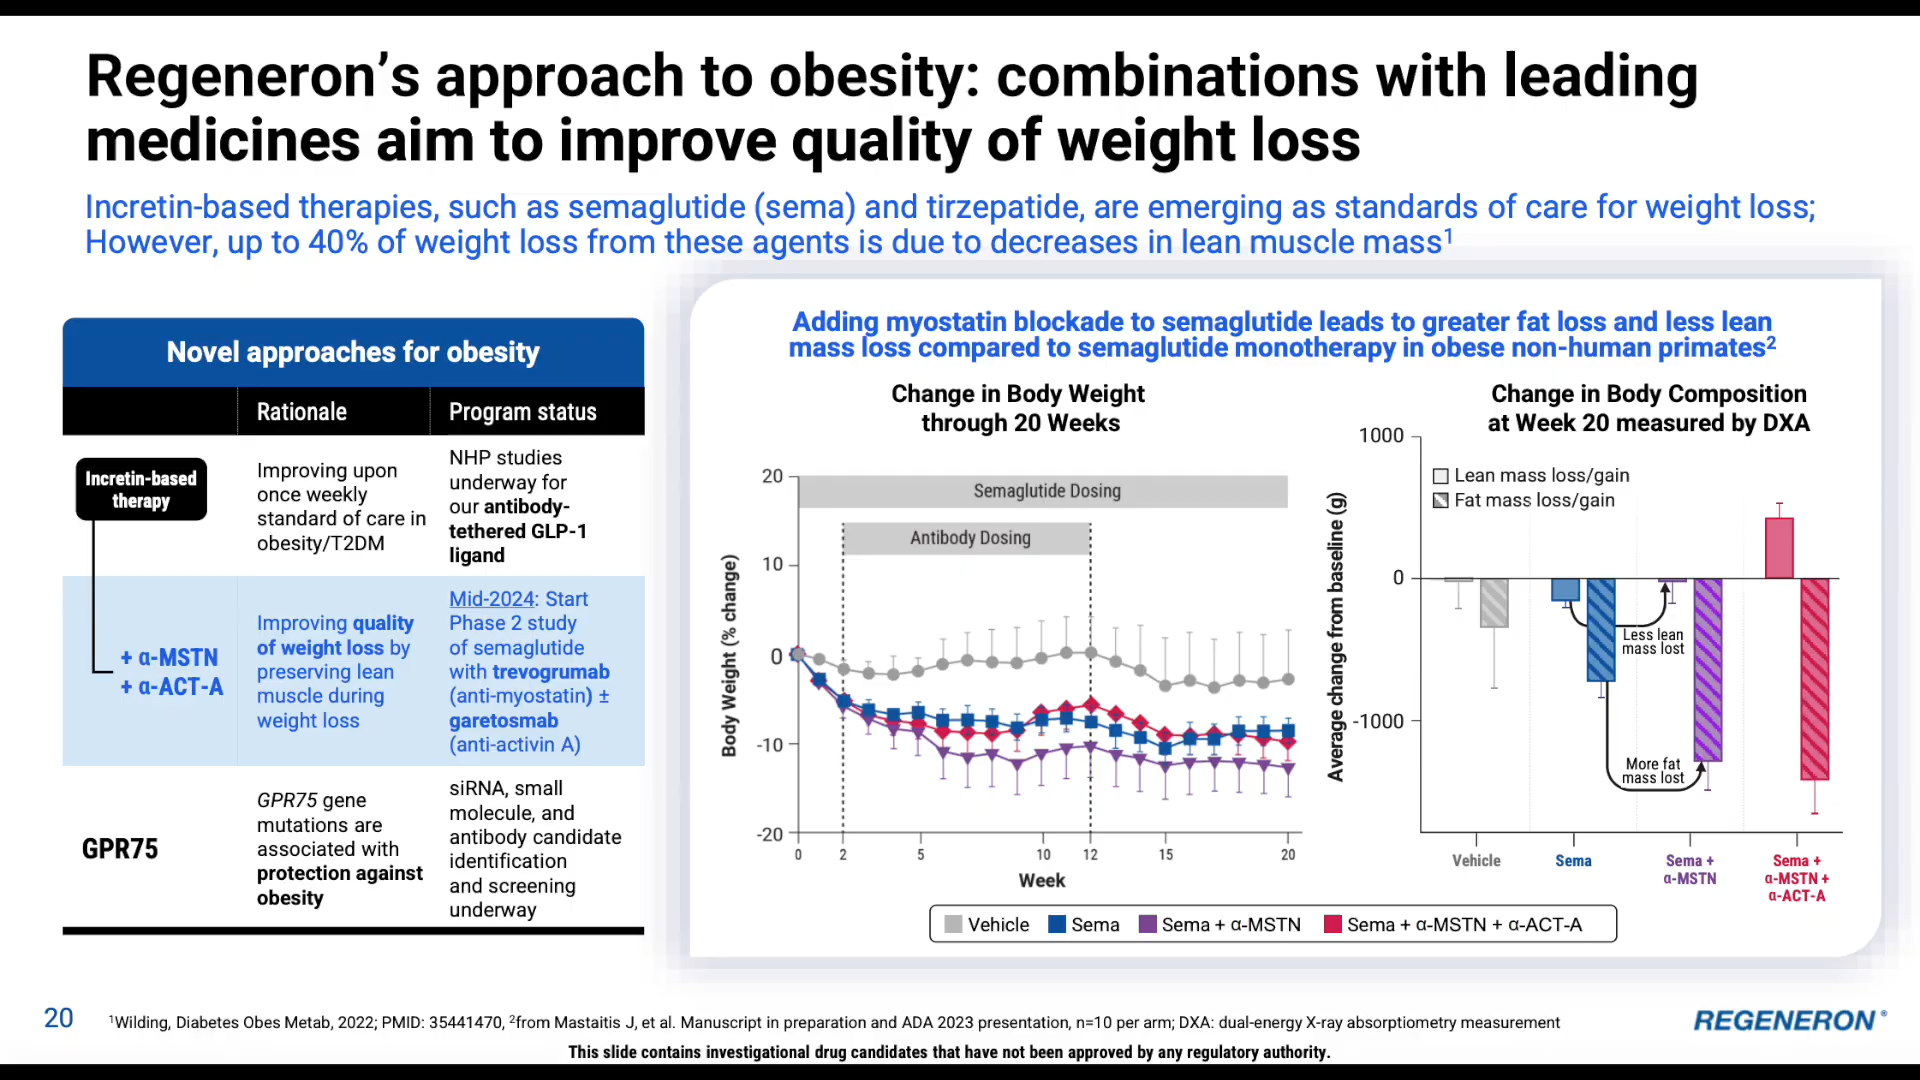 Regeneron’s approach to obesity: combinations with leading
medicines aim to improve quality of weight loss
Incretin-based therapies, such as semaglutide (sema) and tirzepatide, are emerging as standards of care for weight loss;
However, up to 40% of weight loss from these agents is due to decreases in lean muscle mass¹
Novel approaches for obesity
Rationale
Program status
Incretin-based
therapy
Improving upon
once weekly
standard of care in
obesity/T2DM
NHP studies
underway for
our antibody-
tethered GLP-1
ligand
+ α-MSTN
+ α-ACT-A
Improving quality
of weight loss by
preserving lean
muscle during
weight loss
Mid-2024: Start
Phase 2 study
of semaglutide
with trevogrumab
(anti-myostatin) ±
garetosmab
(anti-activin A)
GPR75
GPR75 gene
mutations are
associated with
protection against
obesity
siRNA, small
molecule, and
antibody candidate
identification
and screening
underway
Adding myostatin blockade to semaglutide leads to greater fat loss and less lean
mass loss compared to semaglutide monotherapy in obese non-human primates²
Change in Body Weight
through 20 Weeks
Body Weight (% change)
20
10
0
-10
-20
Semaglutide Dosing
Antibody Dosing
0
2
5
10
12
15
20
Week
Change in Body Composition
at Week 20 measured by DXA
Average change from baseline (g)
1000
0
-1000
Lean mass loss/gain
Fat mass loss/gain
Less lean
mass lost
More fat
mass lost
Vehicle
Sema
Sema +
α-MSTN
Sema +
α-MSTN +
α-ACT-A
Vehicle
Sema
Sema + α-MSTN
Sema + α-MSTN + α-ACT-A
20
¹Wilding, Diabetes Obes Metab, 2022; PMID: 35441470, ²from Mastaitis J, et al. Manuscript in preparation and ADA 2023 presentation, n=10 per arm; DXA: dual-energy X-ray absorptiometry measurement
REGENERON®
This slide contains investigational drug candidates that have not been approved by any regulatory authority.